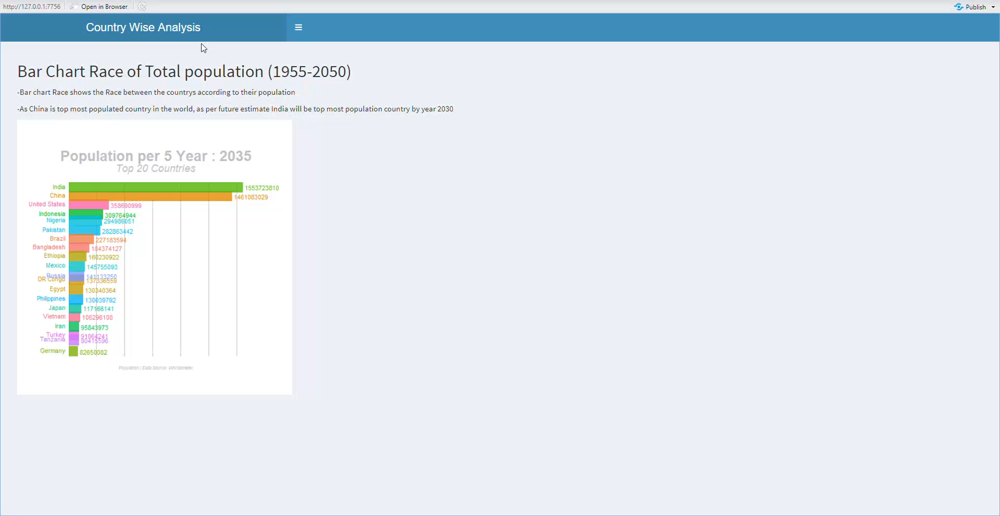 http://127.0.0.1:7756 Open in Browser Publish
Country Wise Analysis
Bar Chart Race of Total population (1955-2050)
-Bar chart Race shows the Race between the countrys according to their population
-As China is top most populated country in the world, as per future estimate India will be top most population country by year 2030
Population per 5 Year : 2035
Top 20 Countries
India 1553723810
China 1461083029
United States 358690999
Indonesia 309764944
Nigeria 294986051
Pakistan 282863442
Brazil 227183594
Bangladesh 184374127
Ethiopia 160230922
Mexico 145755093
Russia 141133250
DR Congo 137336559
Egypt 130340364
Philippines 130039792
Japan 117166141
Vietnam 106296108
Iran 95843973
Turkey 91864241
Tanzania 90415596
Germany 82650082
Population | Data Source: Worldometer